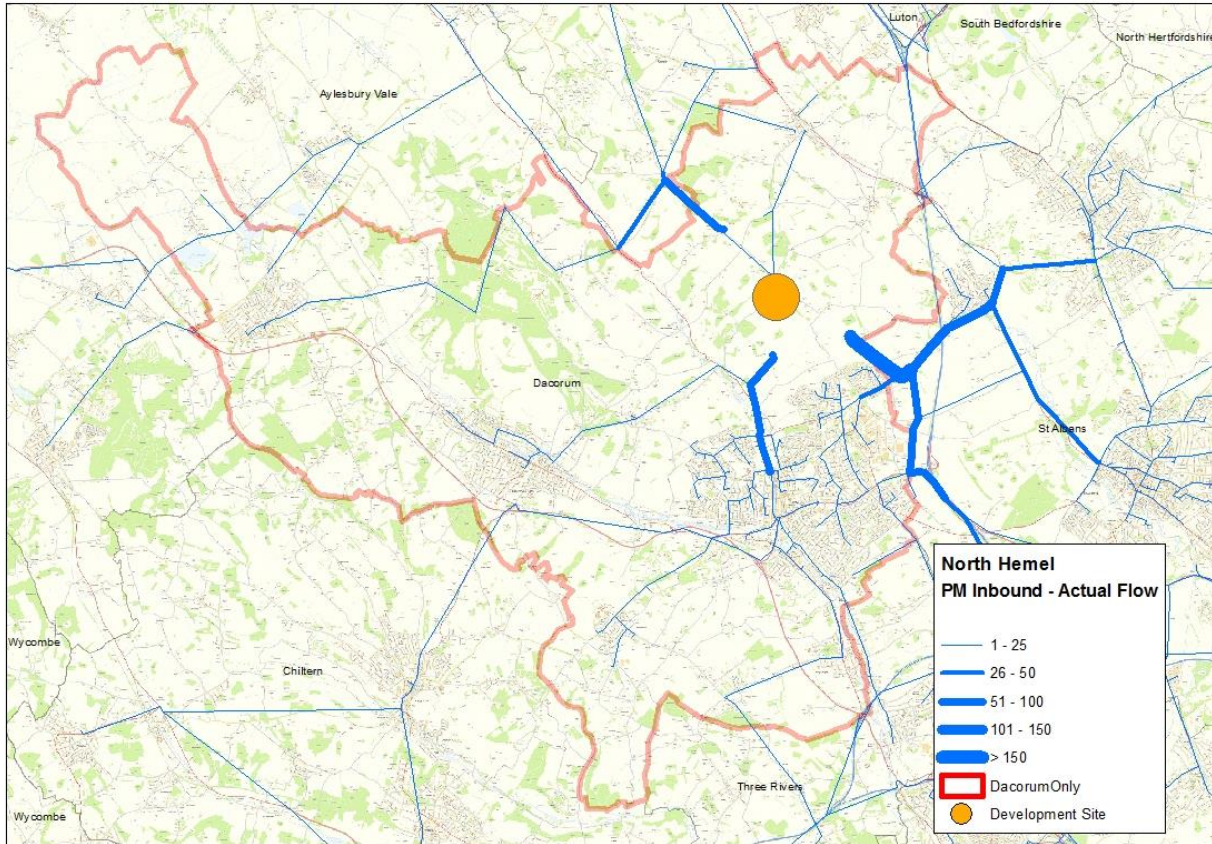 Luton
South Bedfordshire
North Hertfordshire
Aylesbury Vale
Dacorum
St Albans
Wycombe
Chiltern
Three Rivers
Wycombe
North Hemel
PM Inbound - Actual Flow
1 - 25
26 - 50
51 - 100
101 - 150
> 150
DacorumOnly
Development Site